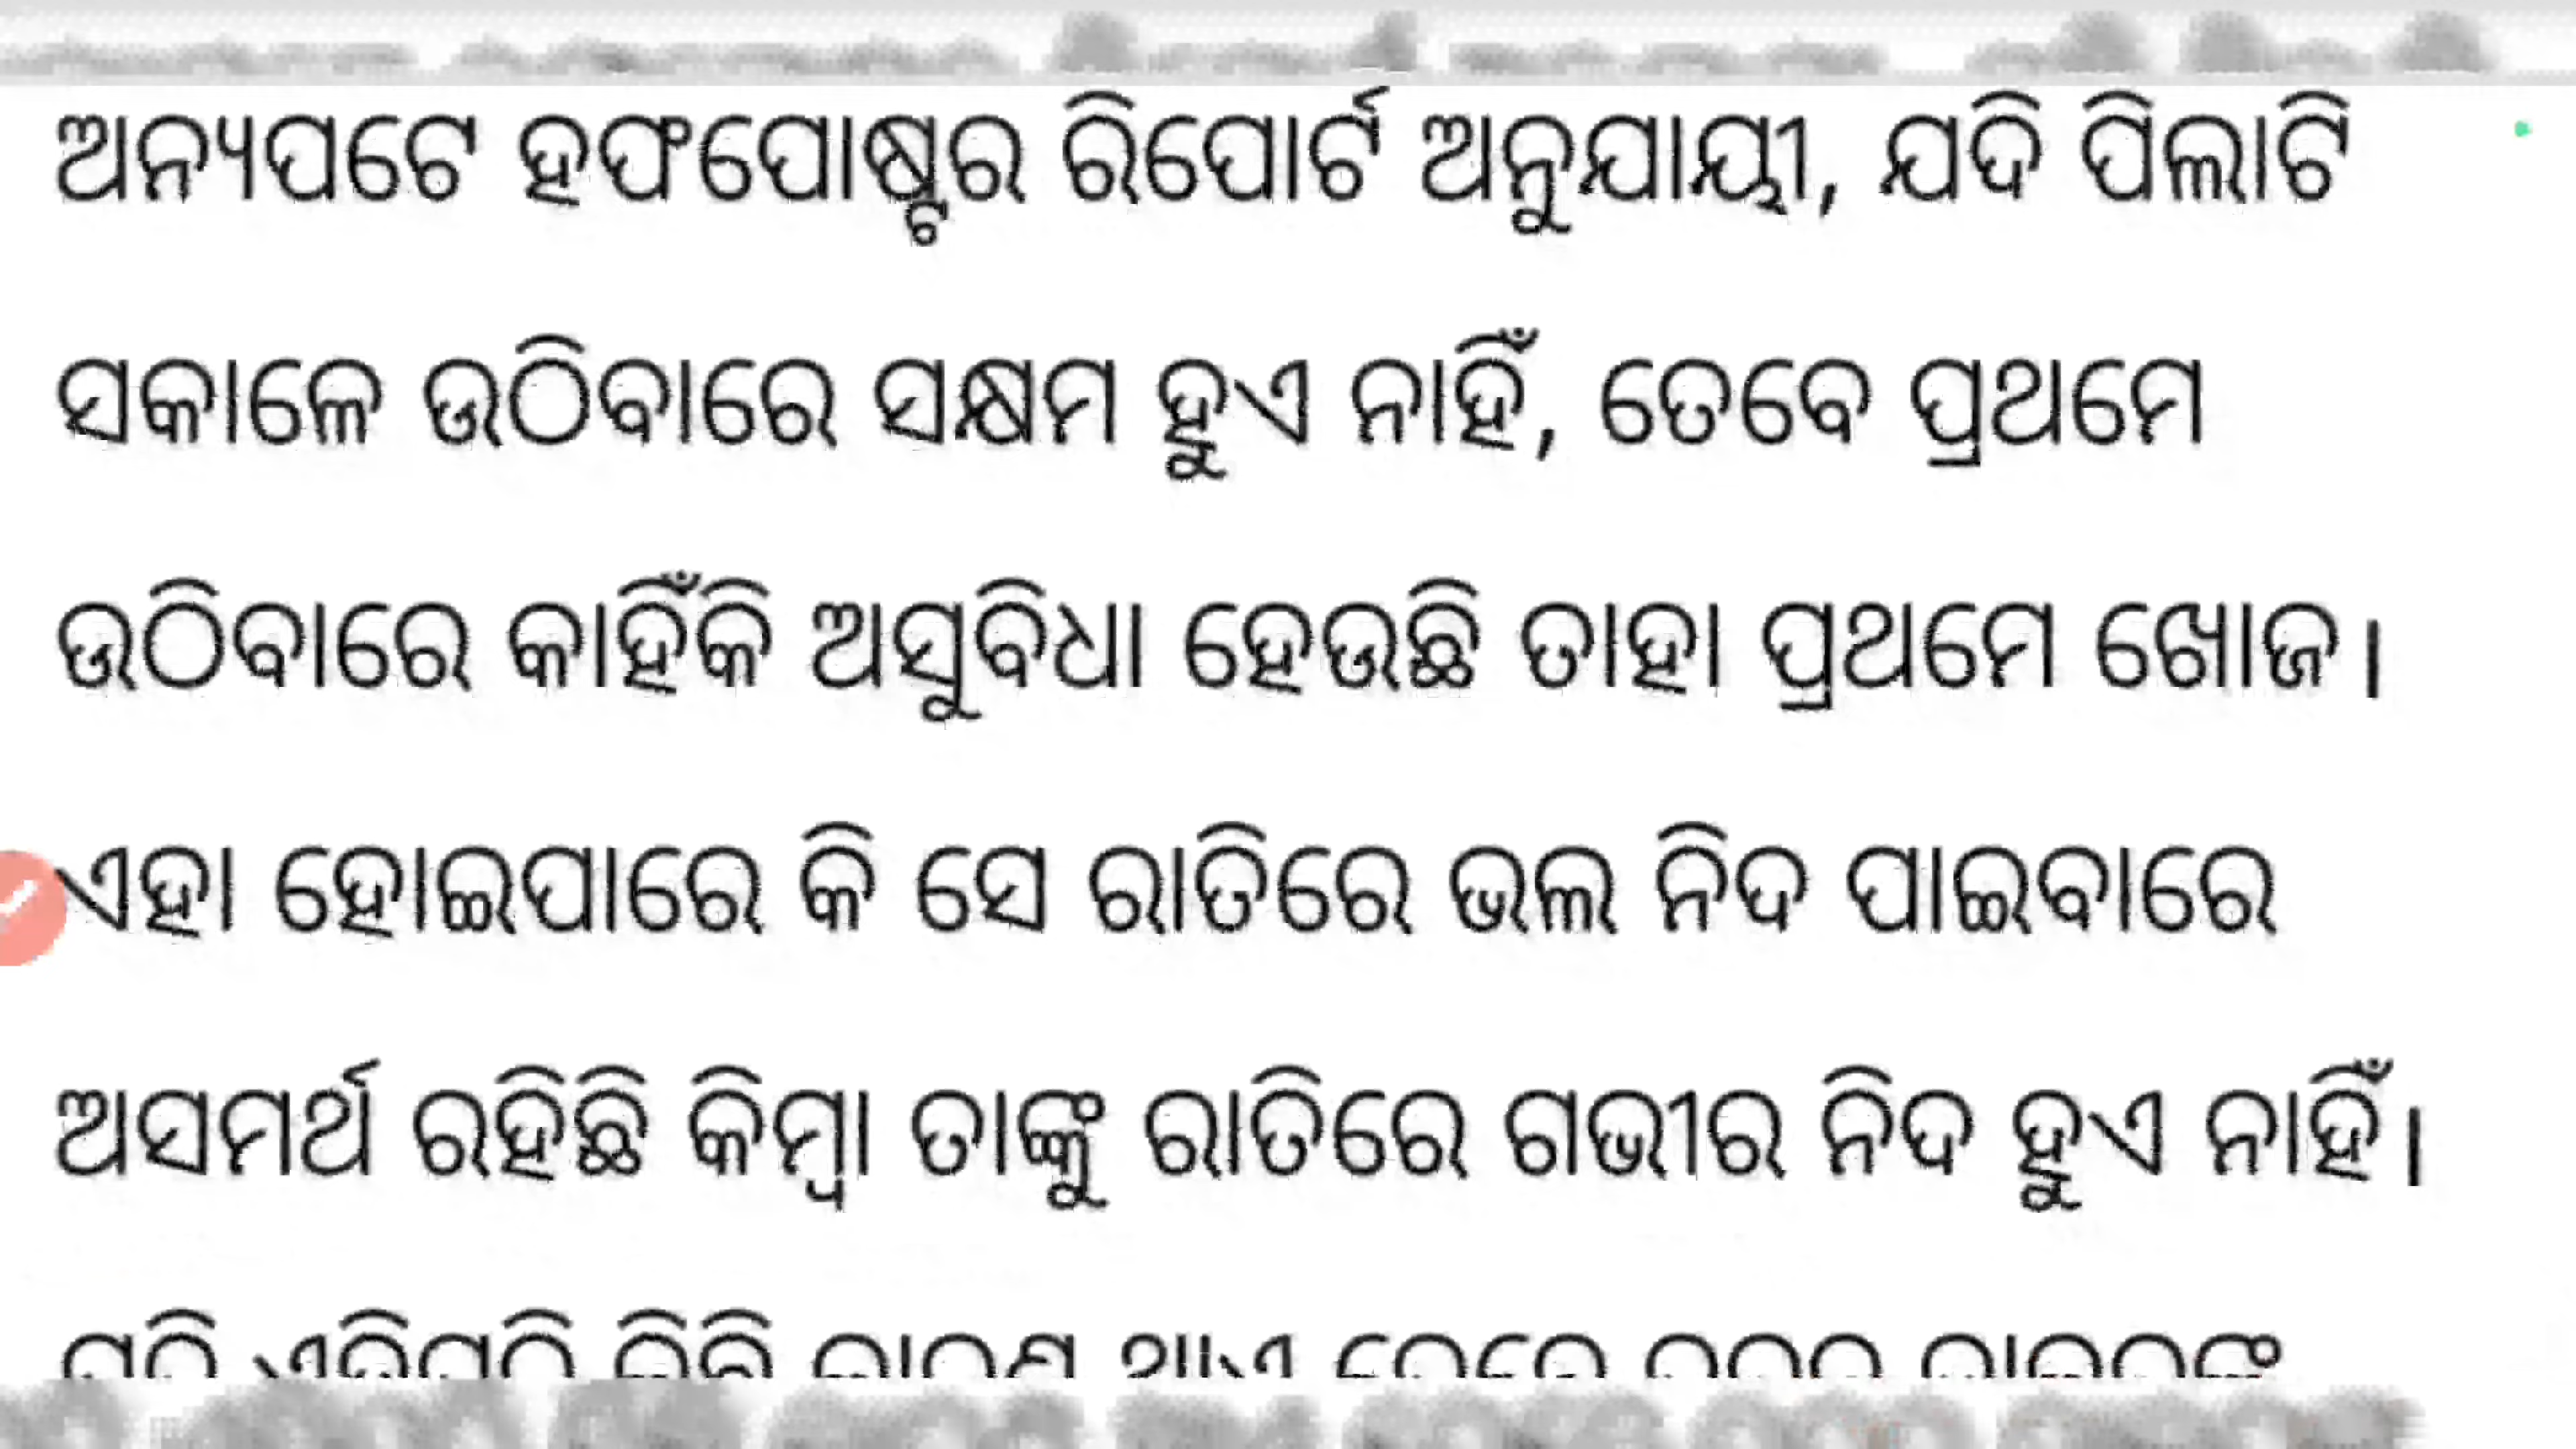 ଅନ୍ୟପଟେ ହଫପୋଷ୍ଟର ରିପୋର୍ଟ ଅନୁଯାୟୀ, ଯଦି ପିଲାଟି
ସକାଳେ ଉଠିବାରେ ସକ୍ଷମ ହୁଏ ନାହିଁ, ତେବେ ପ୍ରଥମେ
ଉଠିବାରେ କାହିଁକି ଅସୁବିଧା ହେଉଛି ତାହା ପ୍ରଥମେ ଖୋଜ।
ଏହା ହୋଇପାରେ କି ସେ ରାତିରେ ଭଲ ନିଦ ପାଇବାରେ
ଅସମର୍ଥ ରହିଛି କିମ୍ବା ତାଙ୍କୁ ରାତିରେ ଗଭୀର ନିଦ ହୁଏ ନାହିଁ।